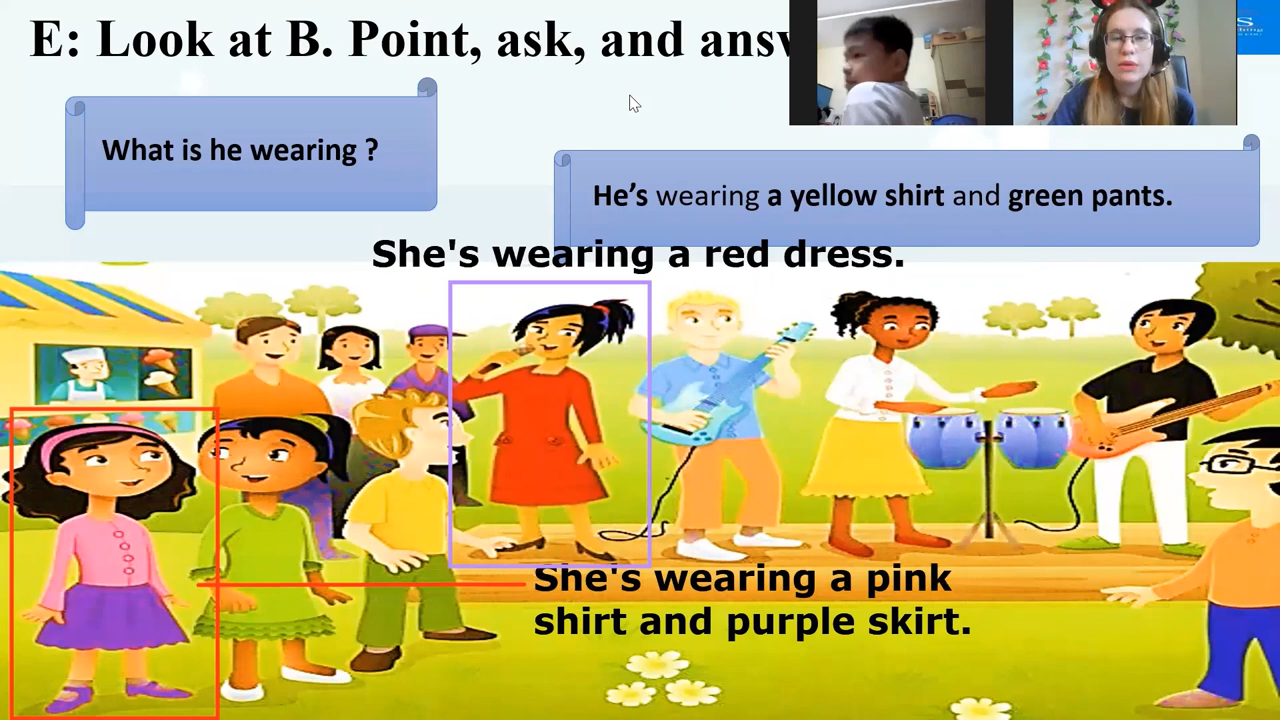 E: Look at B. Point, ask, and answ
What is he wearing ?
He's wearing a yellow shirt and green pants.
She's wearing a red dress.
She's wearing a pink
shirt and purple skirt.